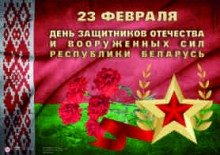 23 ФЕВРАЛЯ
ДЕНЬ ЗАЩИТНИКОВ ОТЕЧЕСТВА
И ВООРУЖЕННЫХ СИЛ
РЕСПУБЛИКИ БЕЛАРУСЬ